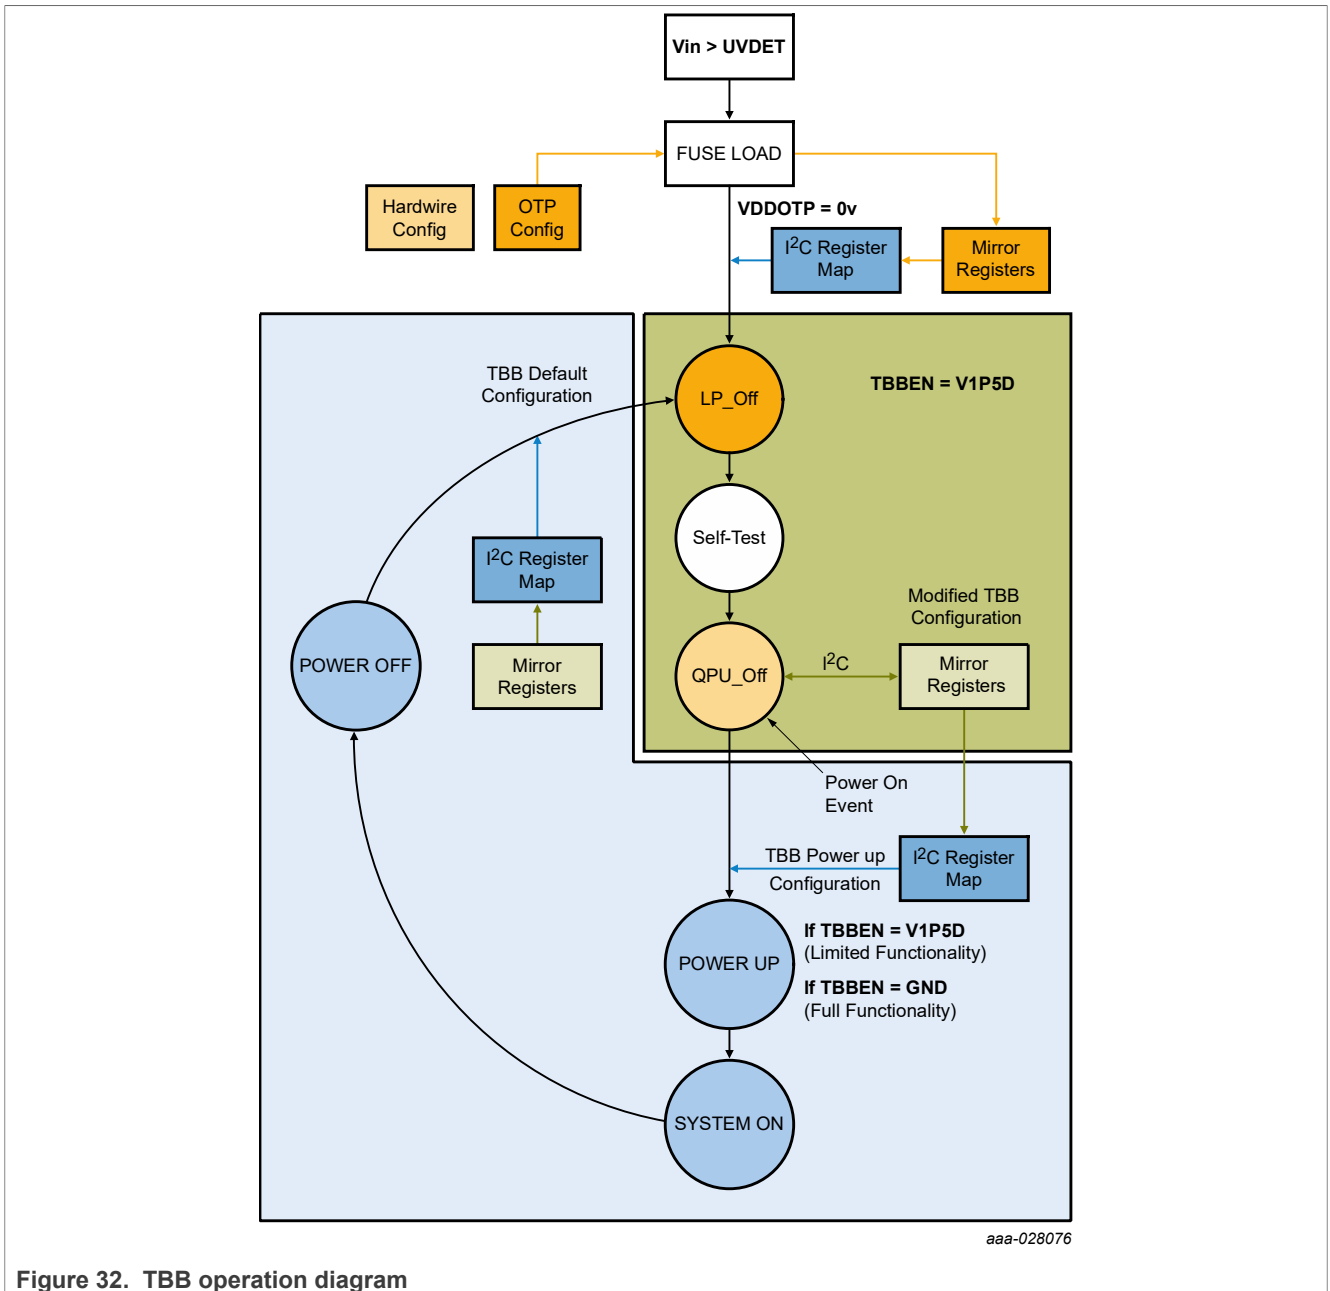 Vin > UVDET
FUSE LOAD
Hardwire
Config
OTP
Config
VDDOTP = 0v
I2C Register
Map
Mirror
Registers
TBB Default
Configuration
LP_Off
TBBEN = V1P5D
Self-Test
I2C Register
Map
Modified TBB
Configuration
POWER OFF
Mirror
Registers
QPU_Off
I2C
Mirror
Registers
Power On
Event
TBB Power up
Configuration
I2C Register
Map
POWER UP
If TBBEN = V1P5D
(Limited Functionality)
If TBBEN = GND
(Full Functionality)
SYSTEM ON
aaa-028076
Figure 32. TBB operation diagram